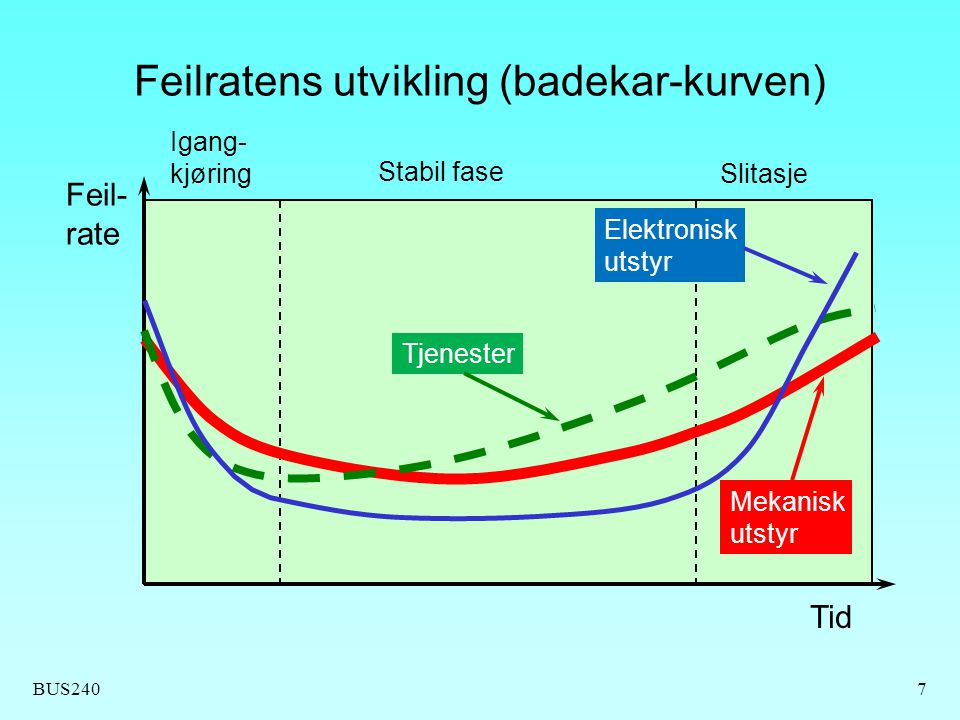 Feilratens utvikling (badekar-kurven)
Igang-
kjøring
Stabil fase
Slitasje
Feil-
rate
Elektronisk
utstyr
Tjenester
Mekanisk
utstyr
Tid
BUS240
7